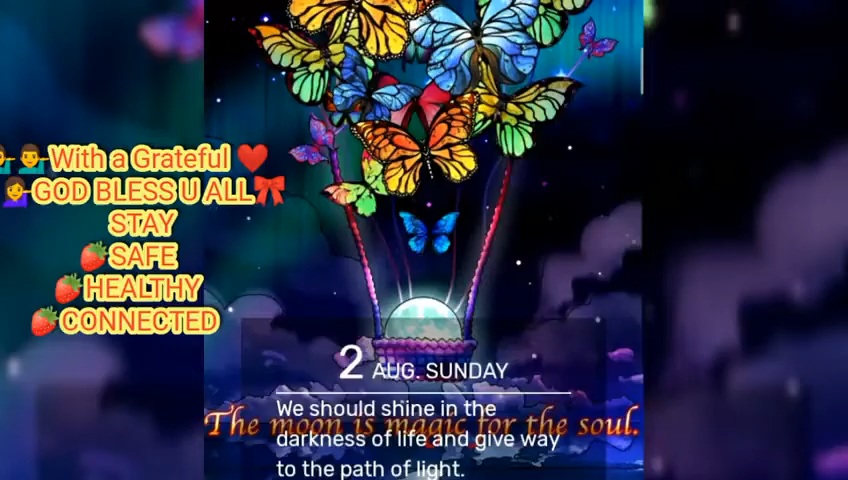 With a Grateful ❤️
GOD BLESS U ALL🎀
STAY
🍓SAFE
🍓HEALTHY
🍓CONNECTED
2 AUG. SUNDAY
We should shine in the
The moon is magic for the soul.
darkness of life and give way
to the path of light.